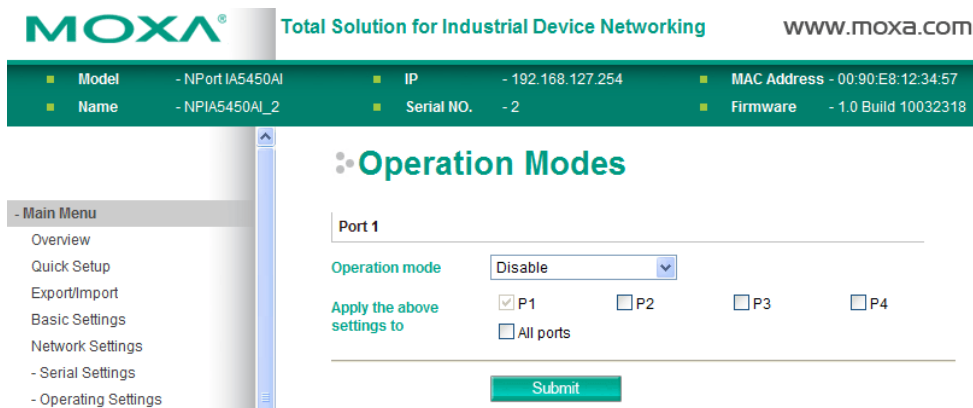 MOXA® Total Solution for Industrial Device Networking www.moxa.com
Model - NPort IA5450AI IP - 192.168.127.254 MAC Address - 00:90:E8:12:34:57
Name - NPIA5450AI_2 Serial NO. - 2 Firmware - 1.0 Build 10032318
Operation Modes
- Main Menu
Overview
Quick Setup
Export/Import
Basic Settings
Network Settings
- Serial Settings
- Operating Settings
Port 1
Operation mode Disable
Apply the above settings to P1 P2 P3 P4
All ports
Submit